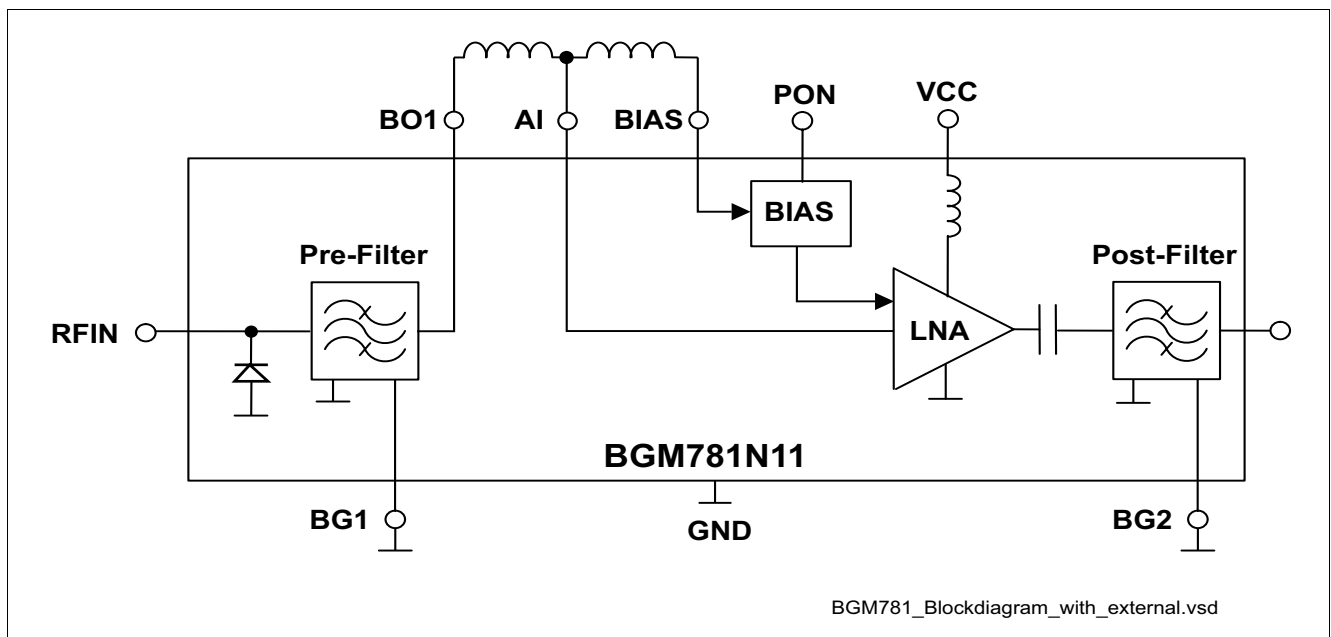 BO1 AI BIAS PON VCC
BIAS
Pre-Filter Post-Filter
RFIN LNA
BGM781N11
BG1 GND BG2
BGM781_Blockdiagram_with_external.vsd